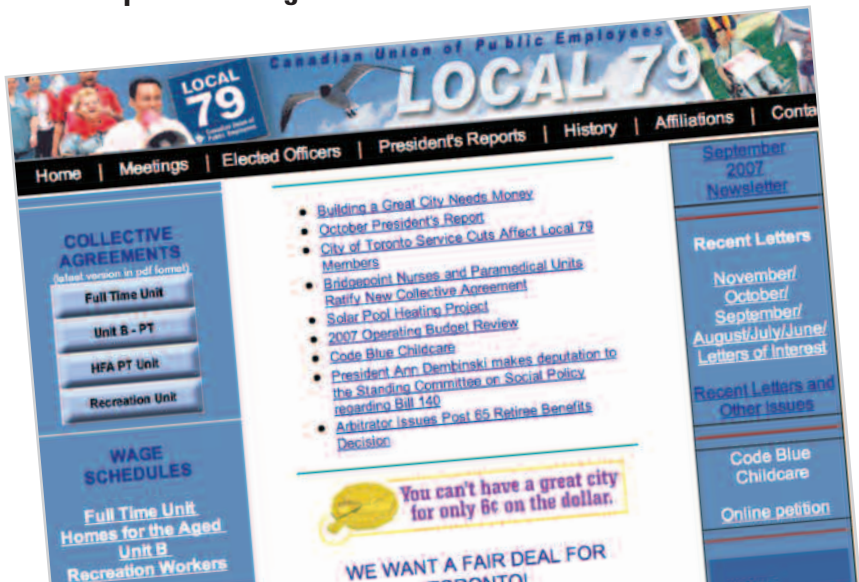 Canadian Union of Public Employees
LOCAL 79
LOCAL
79
Home | Meetings | Elected Officers | President's Reports | History | Affiliations | Conta
COLLECTIVE
AGREEMENTS
(latest version in pdf format)
Full Time Unit
Unit B - PT
HFA PT Unit
Recreation Unit
WAGE
SCHEDULES
Full Time Unit
Homes for the Aged
Unit B
Recreation Workers
Building a Great City Needs Money
October President's Report
City of Toronto Service Cuts Affect Local 79
Members
Bridgepoint Nurses and Paramedical Units
Ratify New Collective Agreement
Solar Pool Heating Project
2007 Operating Budget Review
Code Blue Childcare
President Ann Dembinski makes deputation to
the Standing Committee on Social Policy
regarding Bill 140
Arbitrator Issues Post 65 Retiree Benefits
Decision
You can't have a great city
for only 6¢ on the dollar.
WE WANT A FAIR DEAL FOR
TORONTO!
September
2007
Newsletter
Recent Letters
November/
October/
September/
August/July/June/
Letters of Interest
Recent Letters and
Other Issues
Code Blue
Childcare
Online petition